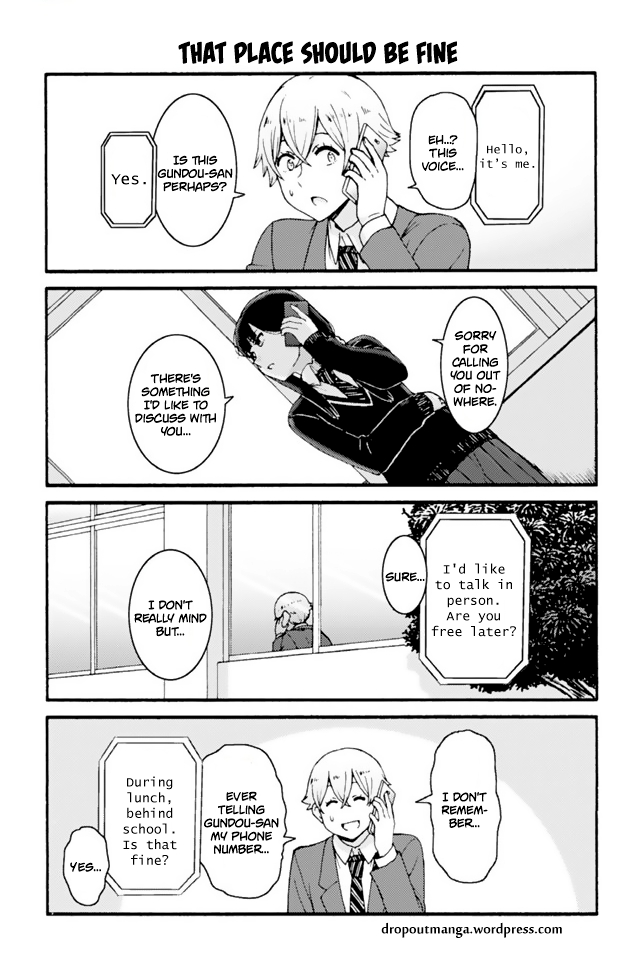 THAT PLACE SHOULD BE FINE
Hello,
it's me.
EH..?
THIS
VOICE...
IS THIS
GUNDOU-SAN
PERHAPS?
Yes.
SORRY
FOR
CALLING
YOU OUT
OF NO-
WHERE.
THERE'S
SOMETHING
I'D LIKE TO
DISCUSS WITH
YOU...
I'd like
to talk in
person.
Are you
free later?
SURE...
I DON'T
REALLY MIND
BUT...
I DON'T
REMEM-
BER...
EVER
TELLING
GUNDOU-SAN
MY PHONE
NUMBER...
During
lunch,
behind
school.
Is that
fine?
YES...
dropoutmanga.wordpress.com